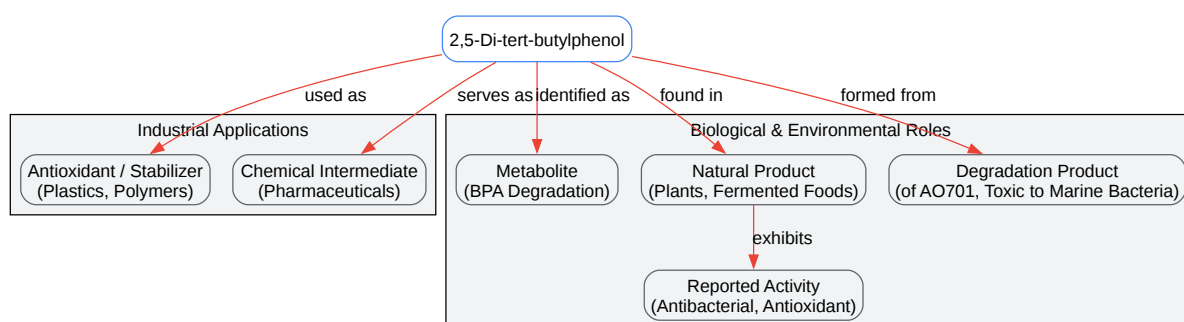 2,5-Di-tert-butylphenol
used as
serves as
identified as
found in
formed from
Industrial Applications
Biological & Environmental Roles
Antioxidant / Stabilizer
(Plastics, Polymers)
Chemical Intermediate
(Pharmaceuticals)
Metabolite
(BPA Degradation)
Natural Product
(Plants, Fermented Foods)
Degradation Product
(of AO701, Toxic to Marine Bacteria)
exhibits
Reported Activity
(Antibacterial, Antioxidant)